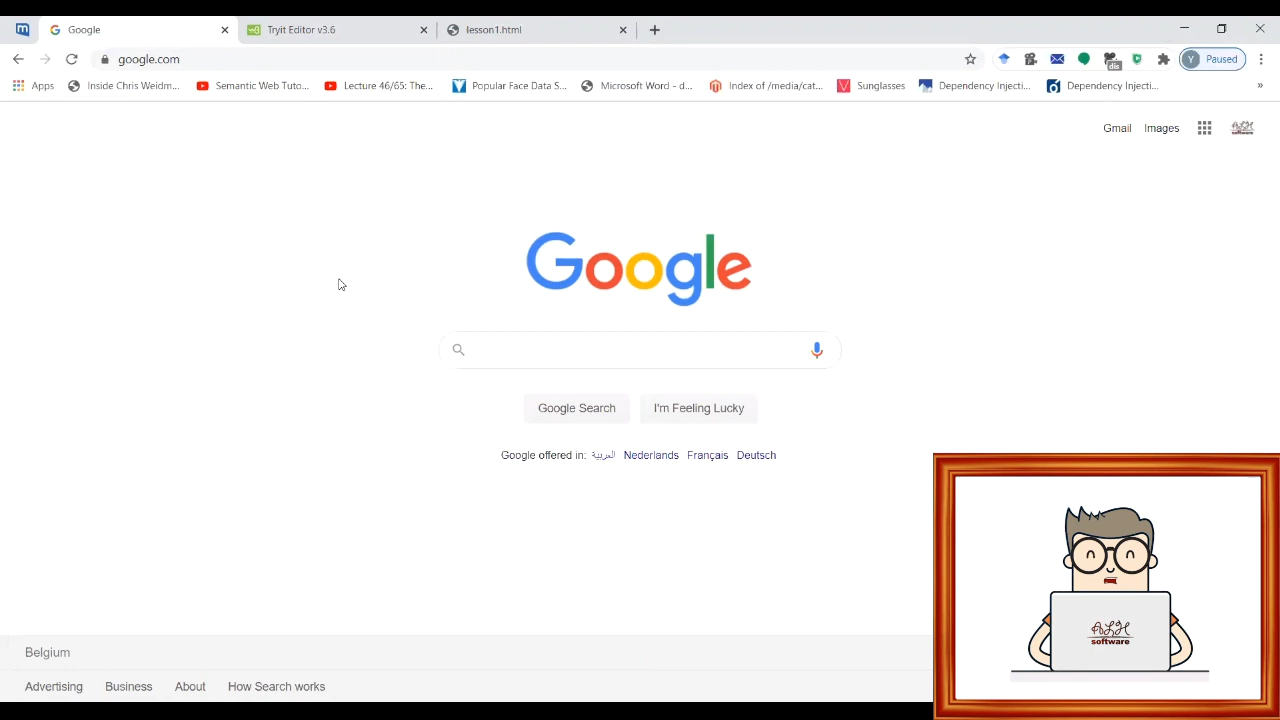 Google
Tryit Editor v3.6
lesson1.html
google.com
Paused
Y
dis
Apps
Inside Chris Weidm...
Semantic Web Tuto...
Lecture 46/65: The...
Popular Face Data S...
Microsoft Word - d...
Index of /media/cat...
Sunglasses
Dependency Injecti...
Dependency Injecti...
»
Gmail
Images
Google
Google Search
I'm Feeling Lucky
Google offered in: العربية Nederlands Français Deutsch
Belgium
Advertising
Business
About
How Search works
ALH
software